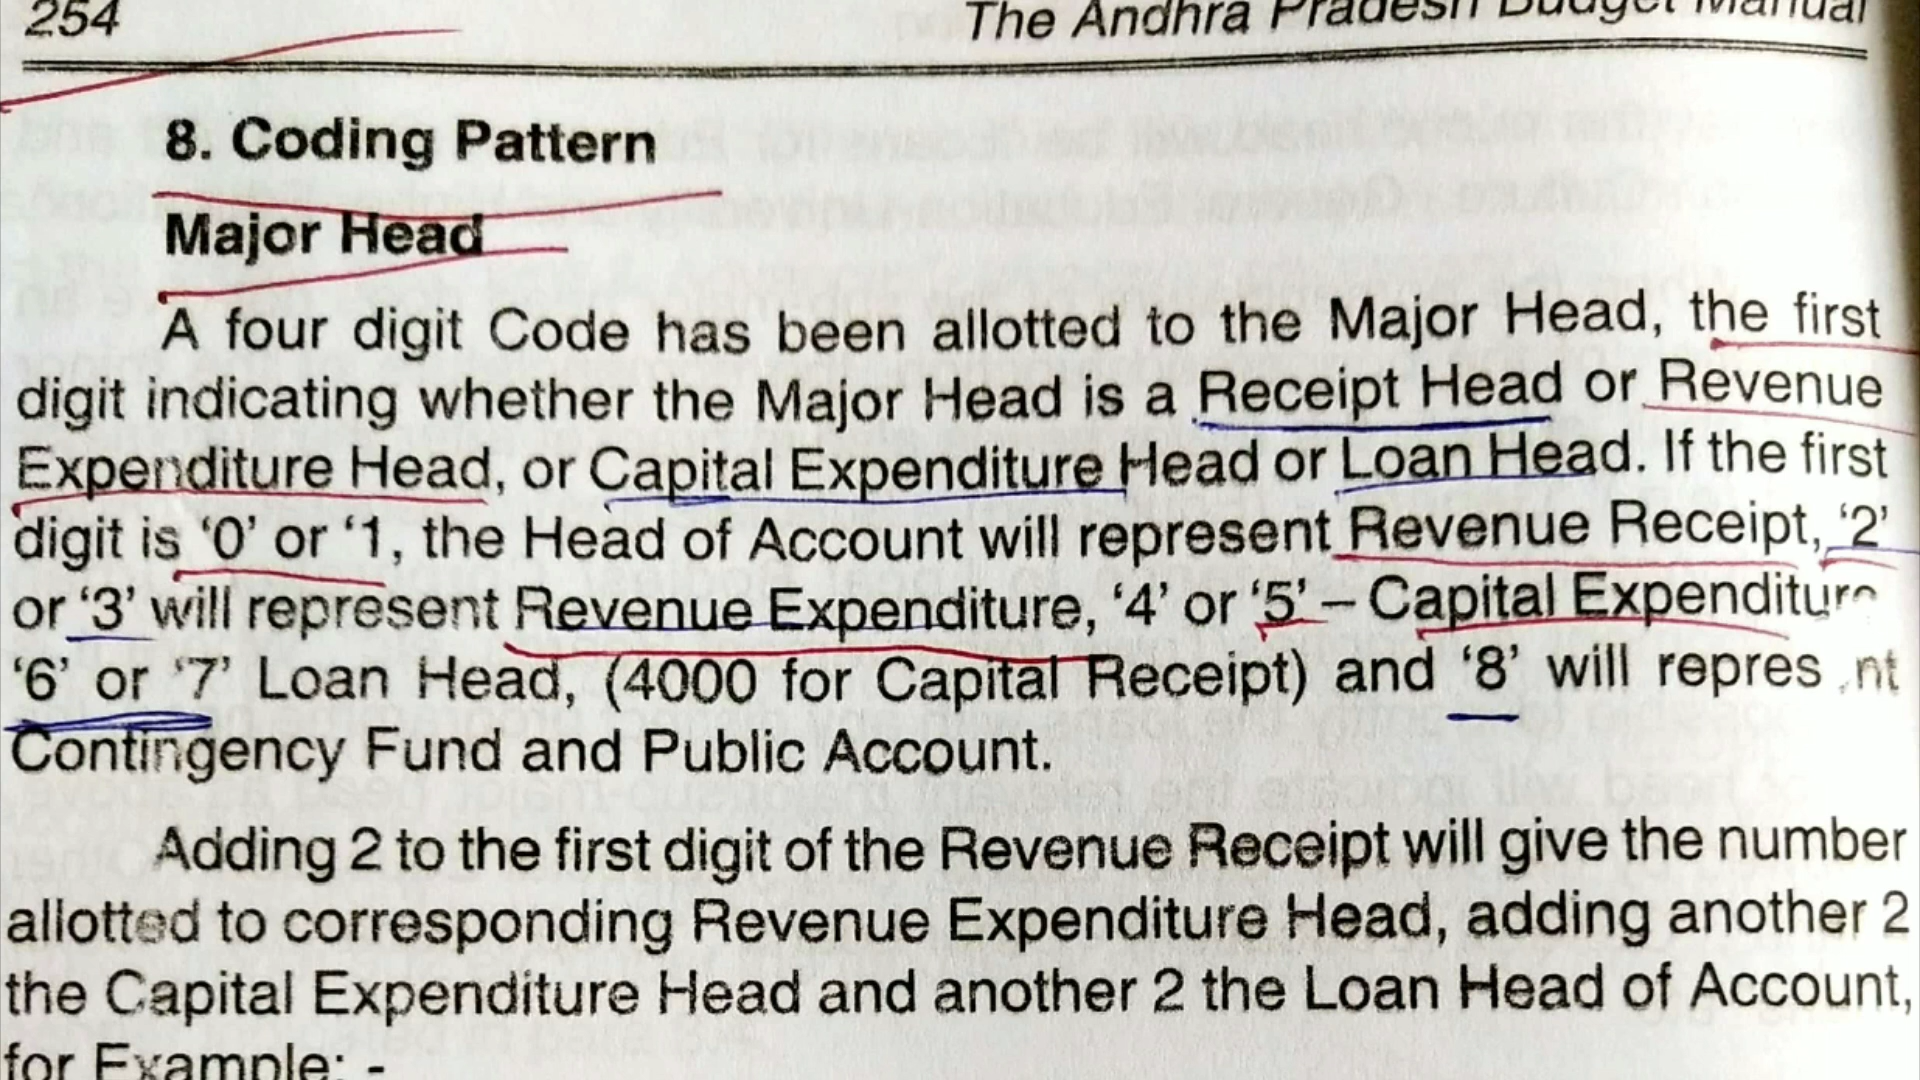 254
The Andhra Pradesh Budget Manual
8. Coding Pattern
Major Head
A four digit Code has been allotted to the Major Head, the first
digit indicating whether the Major Head is a Receipt Head or Revenue
Expenditure Head, or Capital Expenditure Head or Loan Head. If the first
digit is ‘0’ or ‘1, the Head of Account will represent Revenue Receipt, ‘2’
or ‘3’ will represent Revenue Expenditure, ‘4’ or ‘5’ – Capital Expenditure
‘6’ or ‘7’ Loan Head, (4000 for Capital Receipt) and ‘8’ will represent
Contingency Fund and Public Account.
Adding 2 to the first digit of the Revenue Receipt will give the number
allotted to corresponding Revenue Expenditure Head, adding another 2
the Capital Expenditure Head and another 2 the Loan Head of Account,
for Example: -